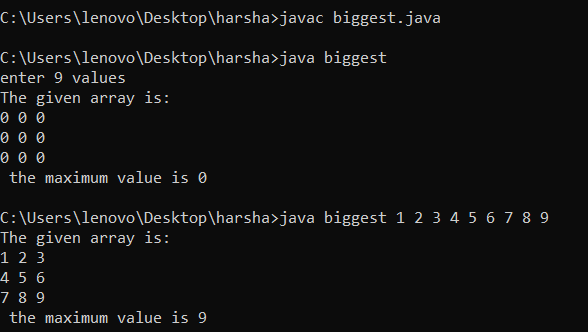 C:\Users\lenovo\Desktop\harsha>javac biggest.java
C:\Users\lenovo\Desktop\harsha>java biggest
enter 9 values
The given array is:
0 0 0
0 0 0
0 0 0
the maximum value is 0
C:\Users\lenovo\Desktop\harsha>java biggest 1 2 3 4 5 6 7 8 9
The given array is:
1 2 3
4 5 6
7 8 9
the maximum value is 9